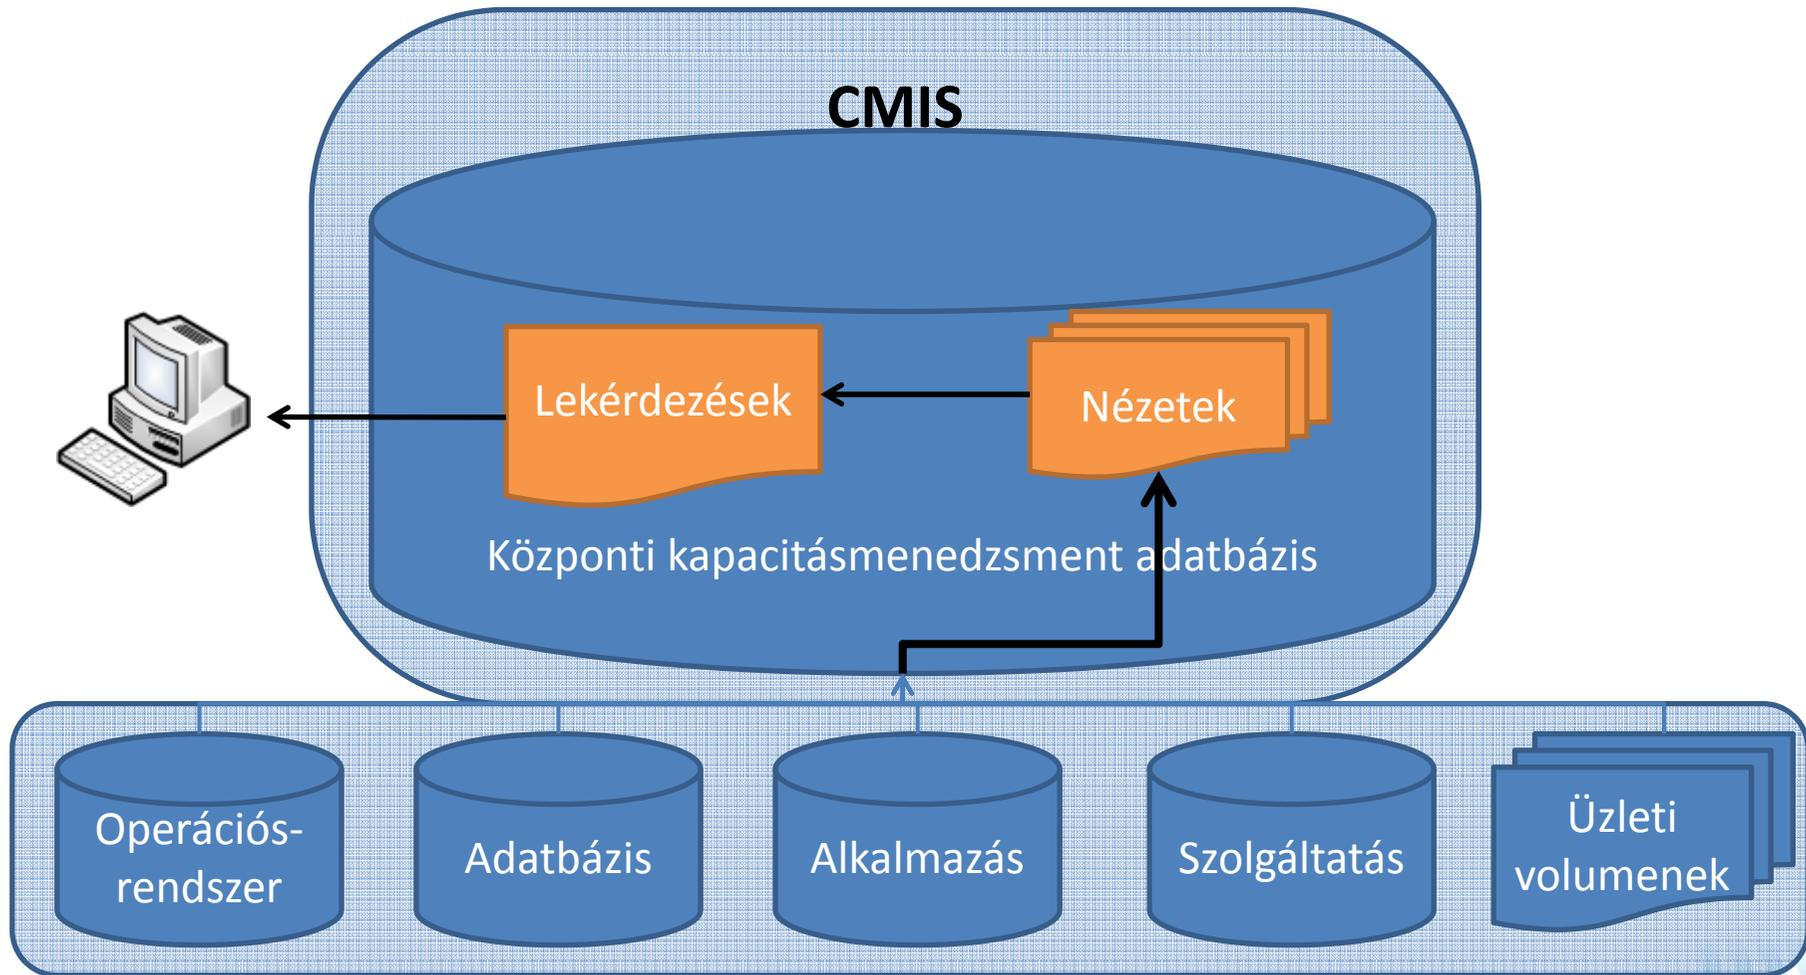 CMIS
Lekérdezések
Nézetek
Központi kapacitásmenedzsment adatbázis
Operációs-
rendszer
Adatbázis
Alkalmazás
Szolgáltatás
Üzleti
volumenek